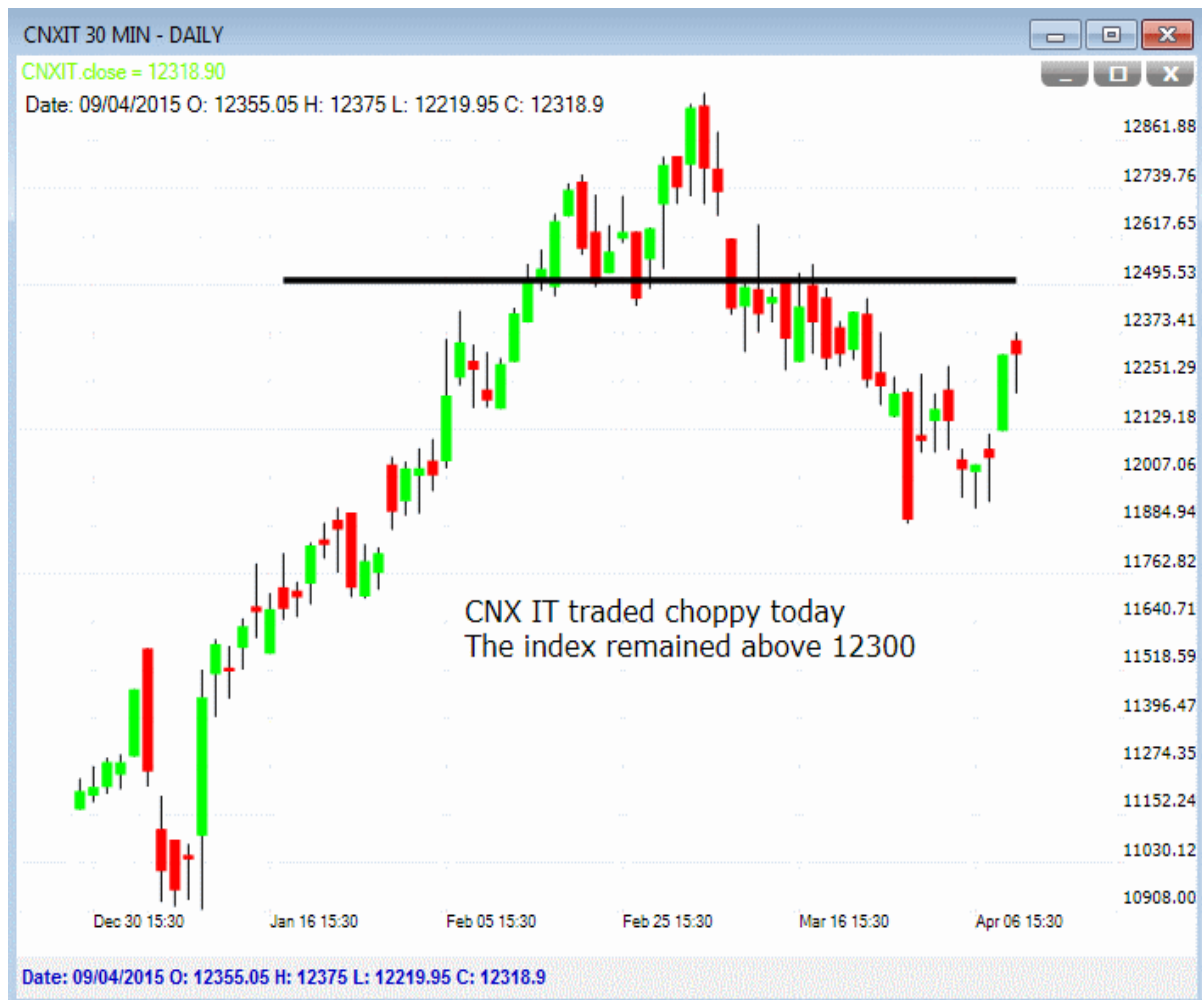 CNXIT 30 MIN - DAILY
CNXIT.close = 12318.90
Date: 09/04/2015 O: 12355.05 H: 12375 L: 12219.95 C: 12318.9
12861.88
12739.76
12617.65
12495.53
12373.41
12251.29
12129.18
12007.06
11884.94
11762.82
11640.71
11518.59
11396.47
11274.35
11152.24
11030.12
10908.00
CNX IT traded choppy today
The index remained above 12300
Dec 30 15:30 Jan 16 15:30 Feb 05 15:30 Feb 25 15:30 Mar 16 15:30 Apr 06 15:30
Date: 09/04/2015 O: 12355.05 H: 12375 L: 12219.95 C: 12318.9